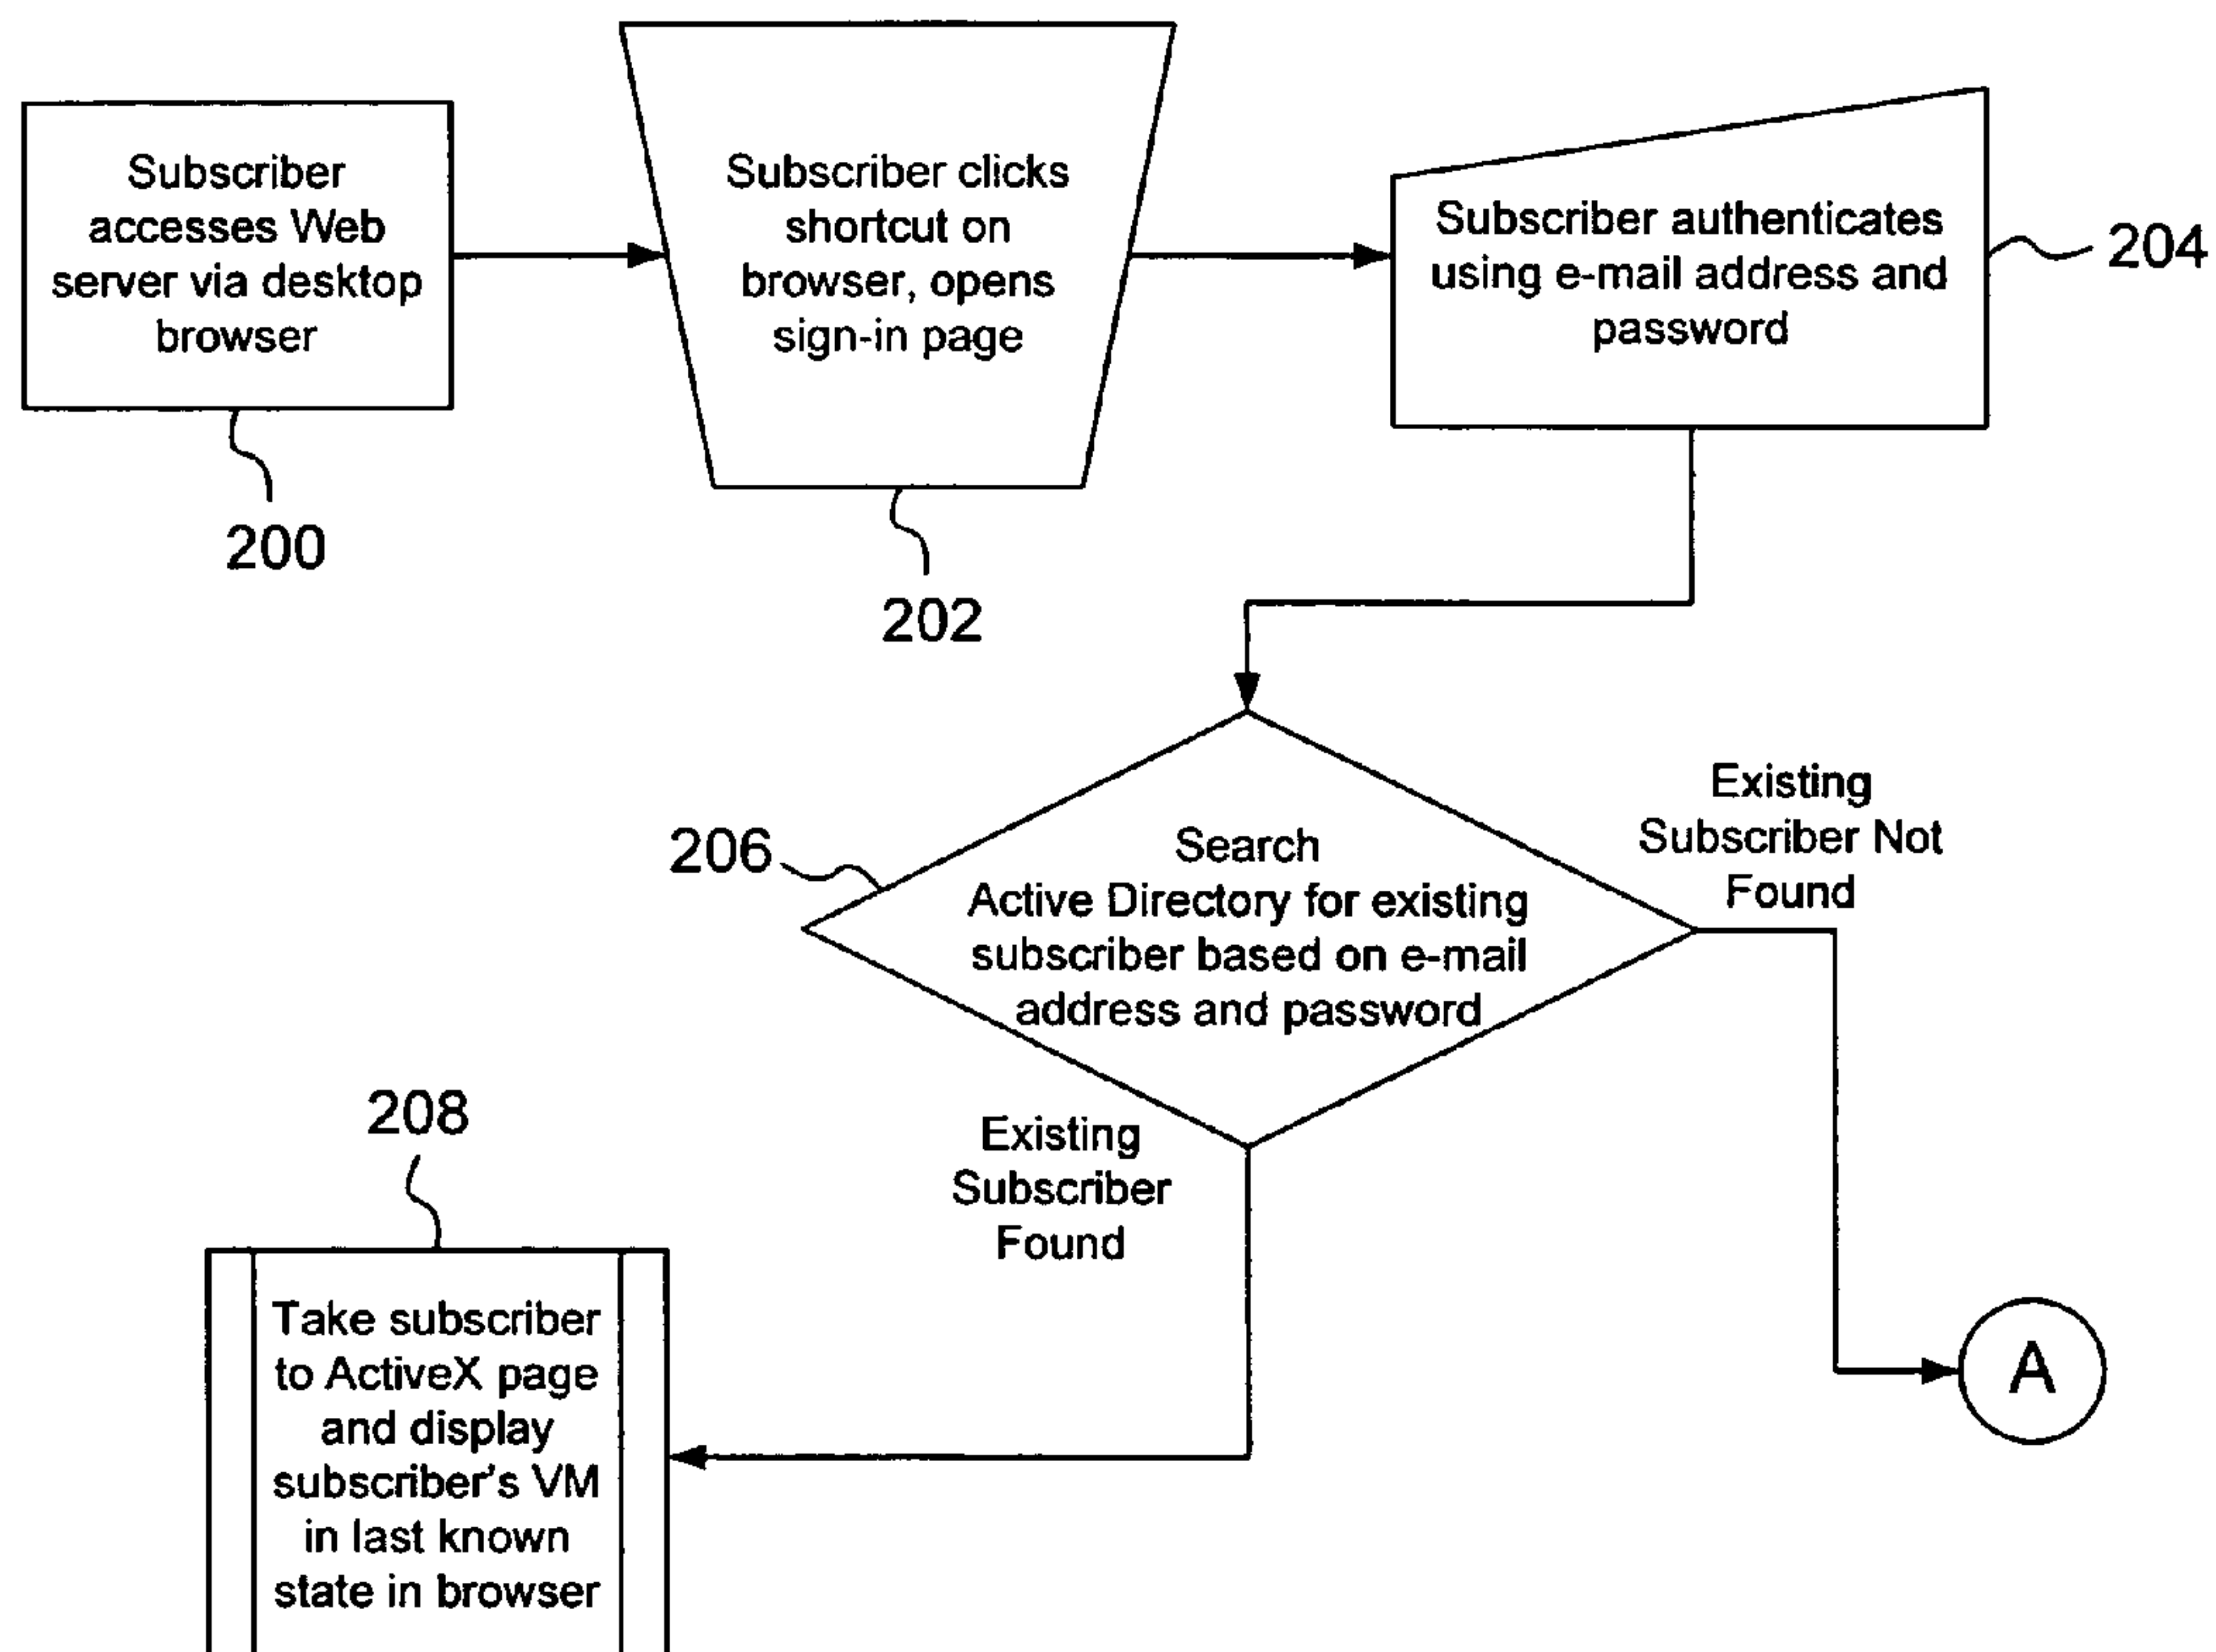 Subscriber
accesses Web
server via desktop
browser
200
Subscriber clicks
shortcut on
browser, opens
sign-in page
202
Subscriber authenticates
using e-mail address and
password
204
206
Search
Active Directory for existing
subscriber based on e-mail
address and password
Existing
Subscriber Not
Found
Existing
Subscriber
Found
208
Take subscriber
to ActiveX page
and display
subscriber's VM
in last known
state in browser
A